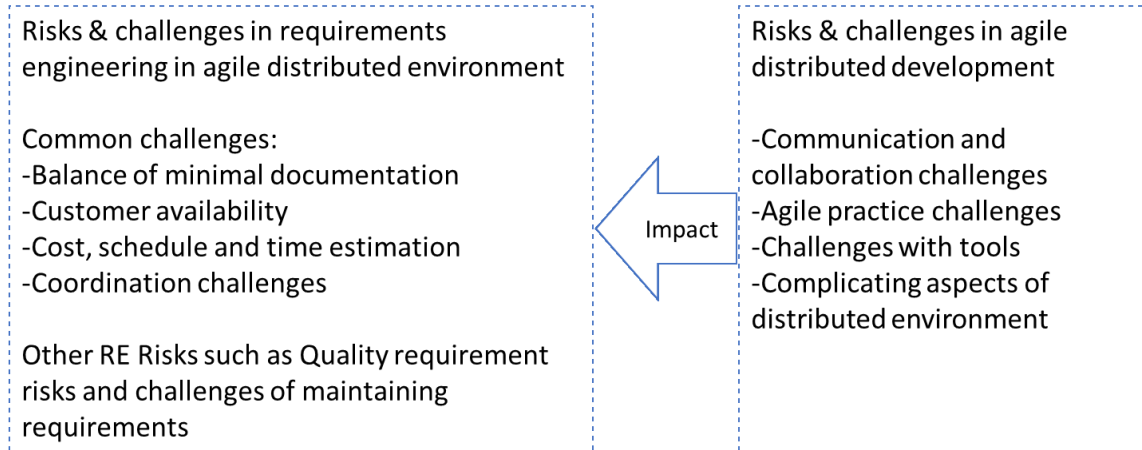 Risks & challenges in requirements
engineering in agile distributed environment
Common challenges:
-Balance of minimal documentation
-Customer availability
-Cost, schedule and time estimation
-Coordination challenges
Other RE Risks such as Quality requirement
risks and challenges of maintaining
requirements
Impact
Risks & challenges in agile
distributed development
-Communication and
collaboration challenges
-Agile practice challenges
-Challenges with tools
-Complicating aspects of
distributed environment